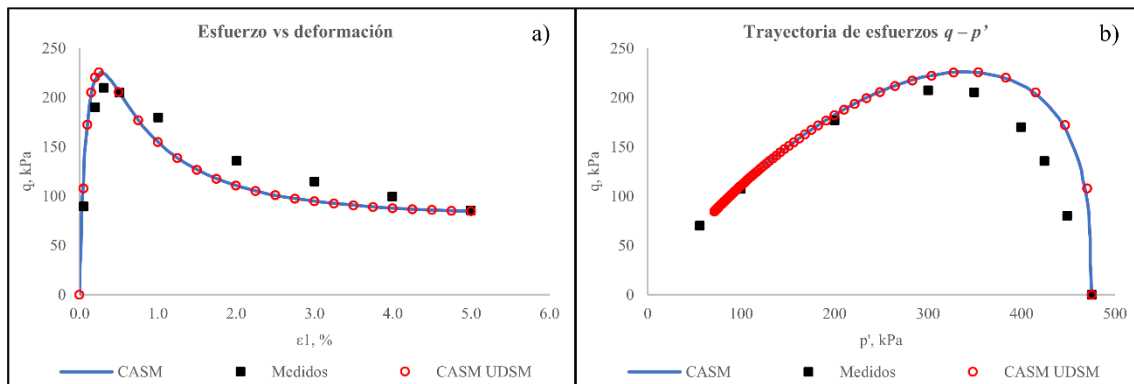 Esfuerzo vs deformación
a)
250
200
150
100
50
0
q, kPa
0.0 1.0 2.0 3.0 4.0 5.0 6.0
ε1, %
CASM Medidos CASM UDSM
Trayectoria de esfuerzos q – p’
b)
250
200
150
100
50
0
q, kPa
0 100 200 300 400 500
p', kPa
CASM Medidos CASM UDSM